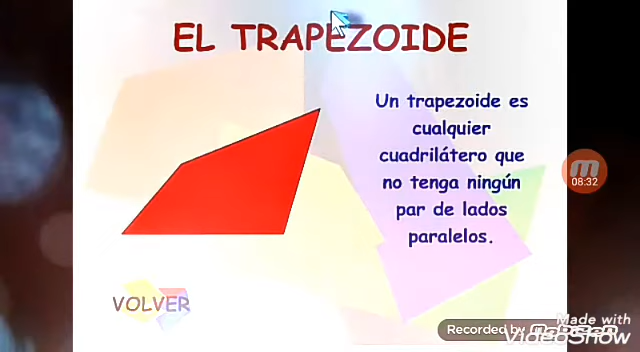 EL TRAPEZOIDE
Un trapezoide es
cualquier
cuadrilátero que
no tenga ningún
par de lados
paralelos.
08:32
VOLVER
Made with
Recorded by
VideoShow